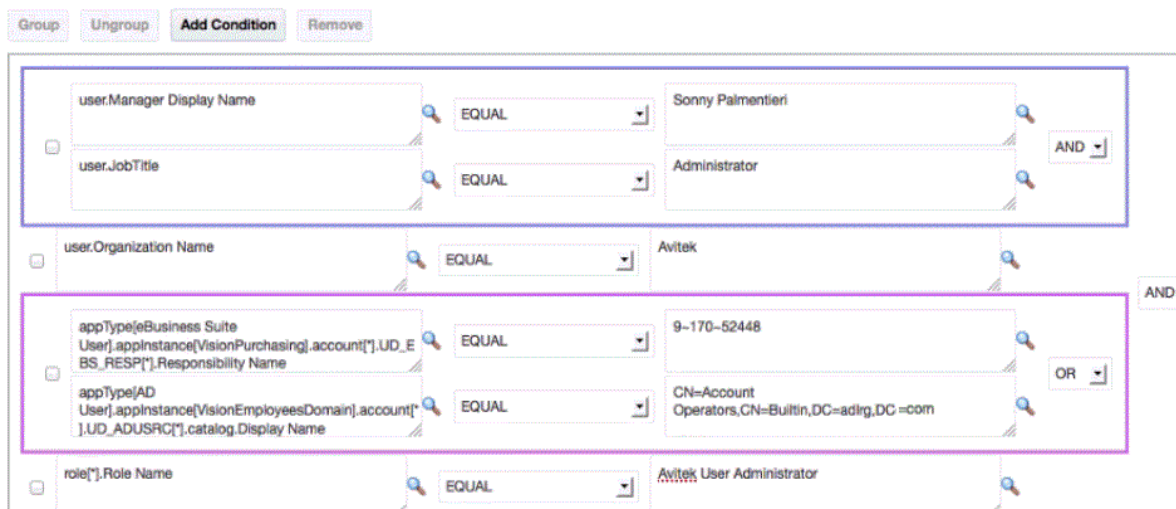 Group Ungroup Add Condition Remove
user.Manager Display Name EQUAL Sonny Palmentieri
AND
user.JobTitle EQUAL Administrator
user.Organization Name EQUAL Avitek
AND
appType[eBusiness Suite
User].appInstance[VisionPurchasing].account[*].UD_E
BS_RESP[*].Responsibility Name
EQUAL
9~170~52448
OR
appType[AD
User].appInstance[VisionEmployeesDomain].account[*
].UD_ADUSRC[*].catalog.Display Name
EQUAL
CN=Account
Operators,CN=Builtin,DC=adlrg,DC=com
role[*].Role Name EQUAL Avitek User Administrator